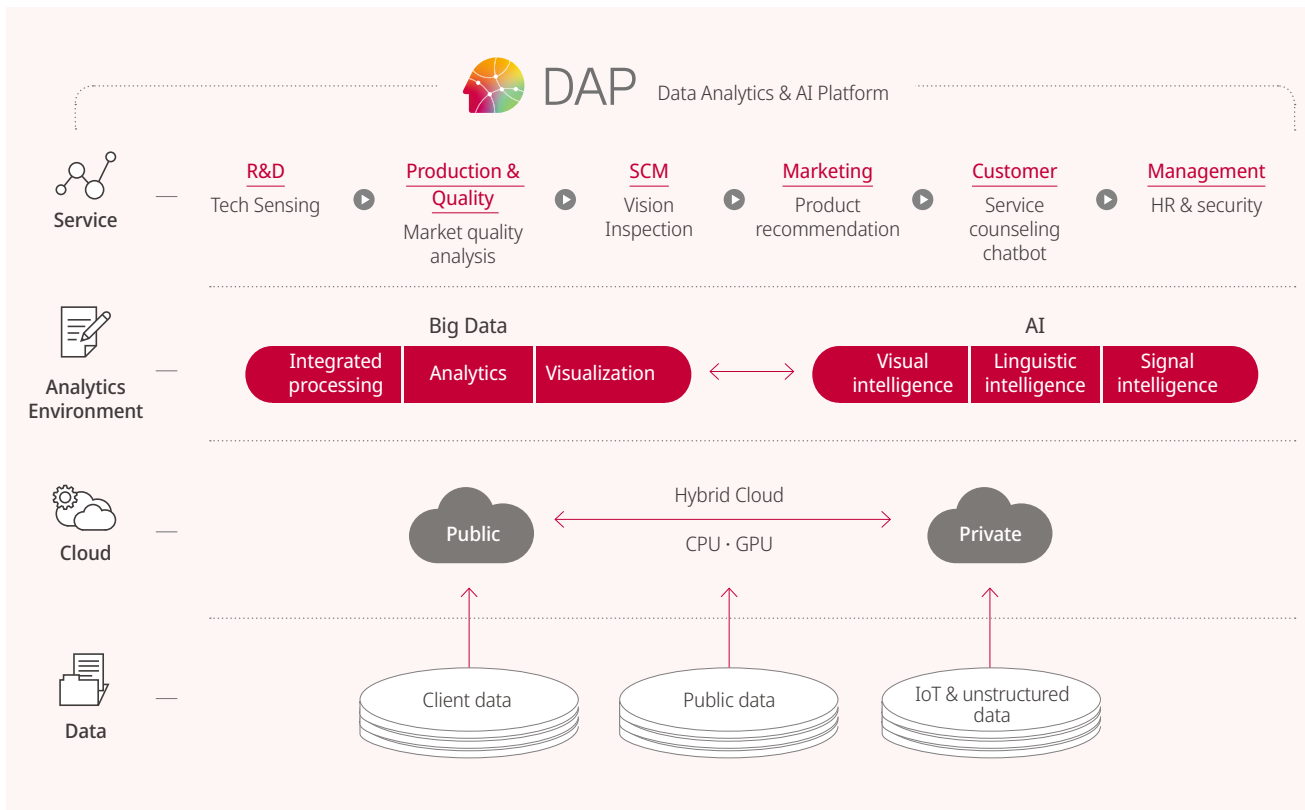 DAP Data Analytics & AI Platform
Service
R&D
Tech Sensing
Production &
Quality
Market quality
analysis
SCM
Vision
Inspection
Marketing
Product
recommendation
Customer
Service
counseling
chatbot
Management
HR & security
Analytics
Environment
Big Data
Integrated
processing
Analytics
Visualization
AI
Visual
intelligence
Linguistic
intelligence
Signal
intelligence
Cloud
Public
Hybrid Cloud
CPU · GPU
Private
Data
Client data
Public data
IoT & unstructured
data